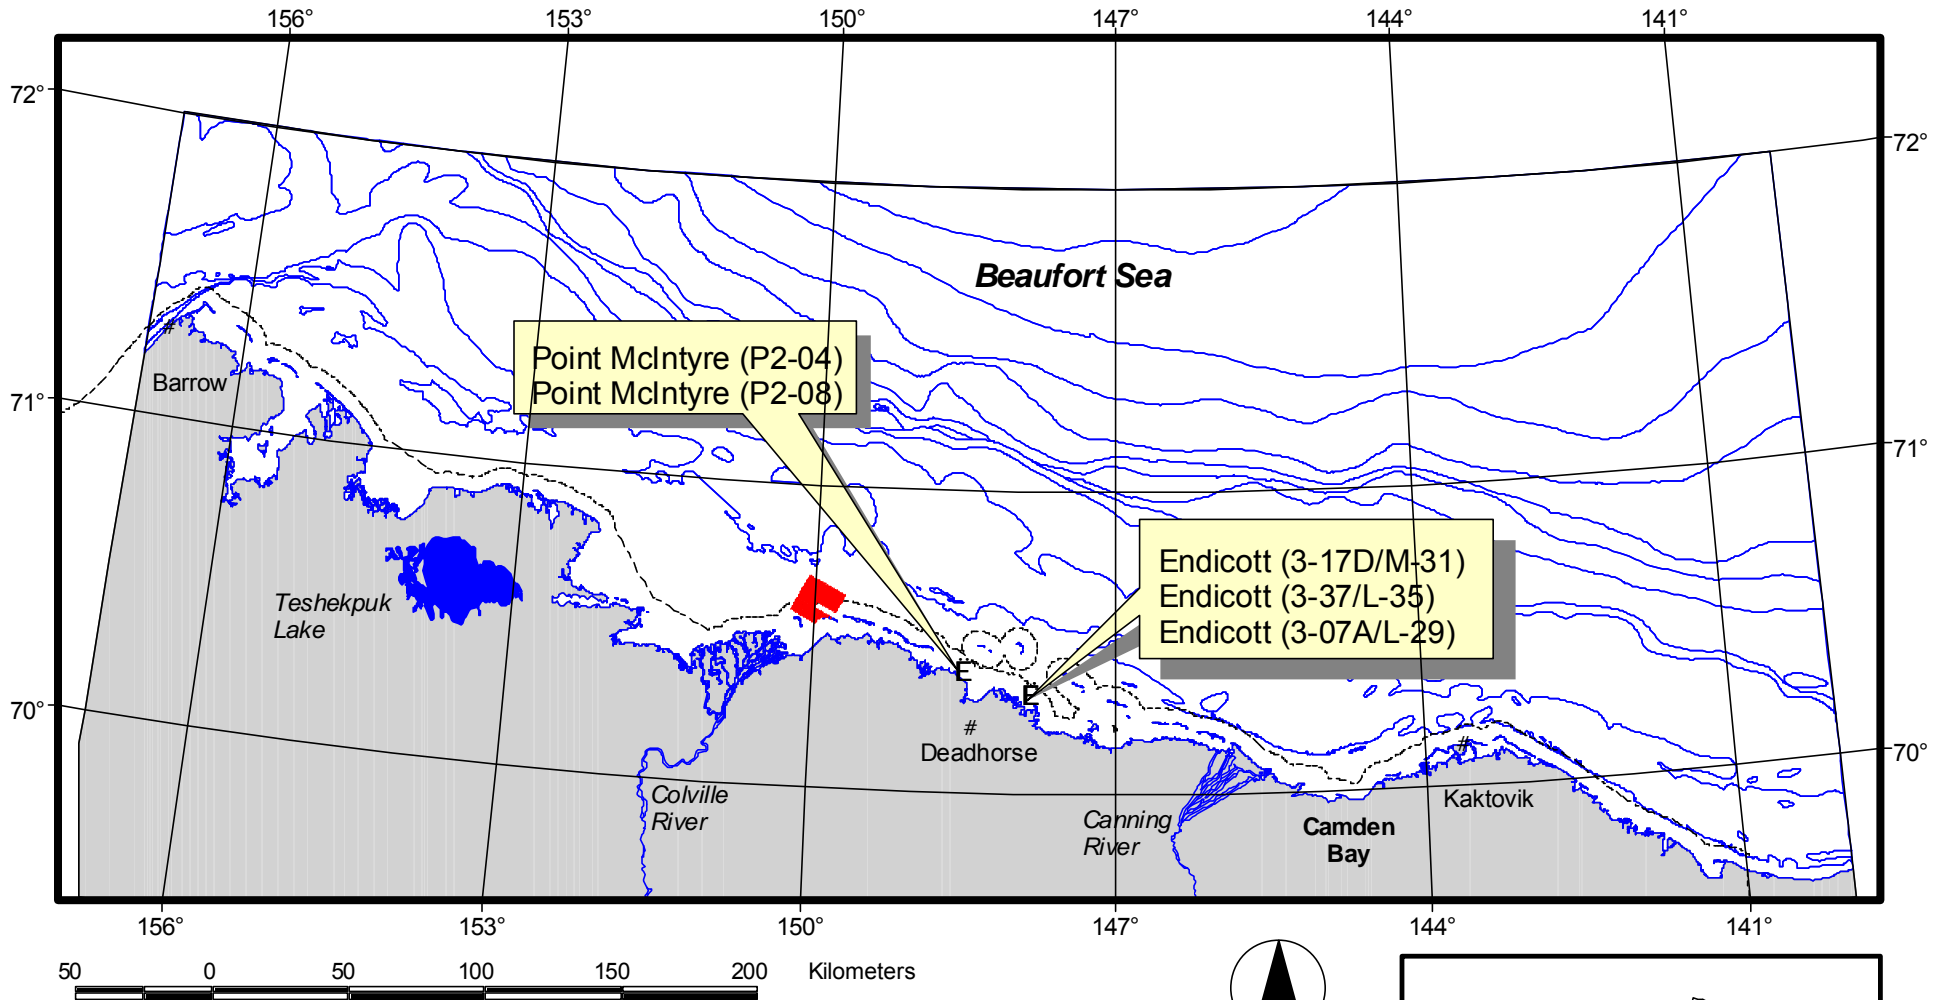 156° 153° 150° 147° 144° 141°
72°
72°
Beaufort Sea
Point McIntyre (P2-04)
Point McIntyre (P2-08)
#
Barrow
71°
71°
Endicott (3-17D/M-31)
Endicott (3-37/L-35)
Endicott (3-07A/L-29)
Teshekpuk
Lake
E
E
70°
70°
#
Deadhorse
#
Kaktovik
Colville
River
Canning
River
Camden
Bay
156° 153° 150° 147° 144° 141°
50 0 50 100 150 200 Kilometers